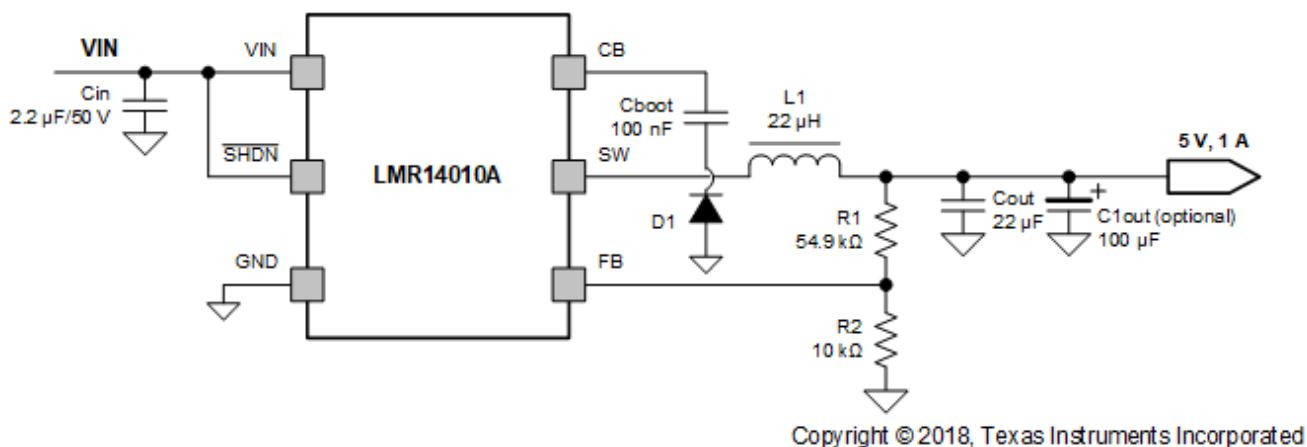 VIN
Cin
2.2 µF/50 V
VIN
SHDN
GND
LMR14010A
CB
SW
FB
Cboot
100 nF
D1
L1
22 µH
R1
54.9 kΩ
R2
10 kΩ
Cout
22 µF
+
C1out (optional)
100 µF
5 V, 1 A
Copyright © 2018, Texas Instruments Incorporated